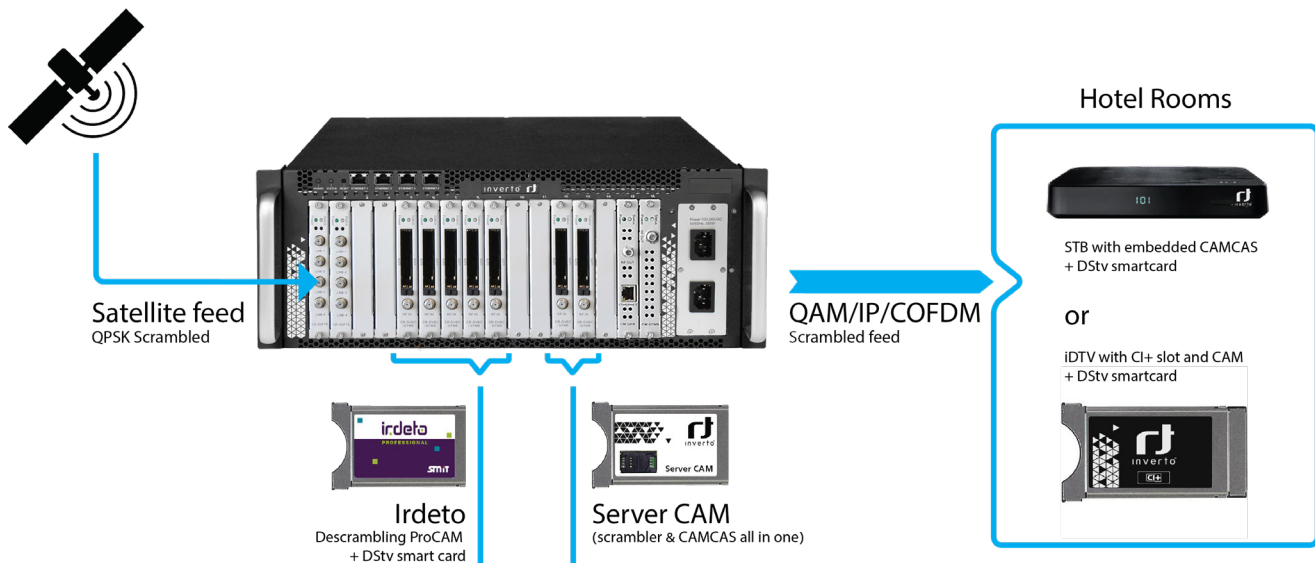 Hotel Rooms
inverto
101
inverto
STB with embedded CAMCAS
+ DStv smartcard
Satellite feed
QPSK Scrambled
QAM/IP/COFDM
Scrambled feed
or
iDTV with CI+ slot and CAM
+ DStv smartcard
irdeto
PROFESSIONAL
SMiT
inverto
Server CAM
inverto
CI+
Irdeto
Descrambling ProCAM
+ DStv smart card
Server CAM
(scrambler & CAMCAS all in one)